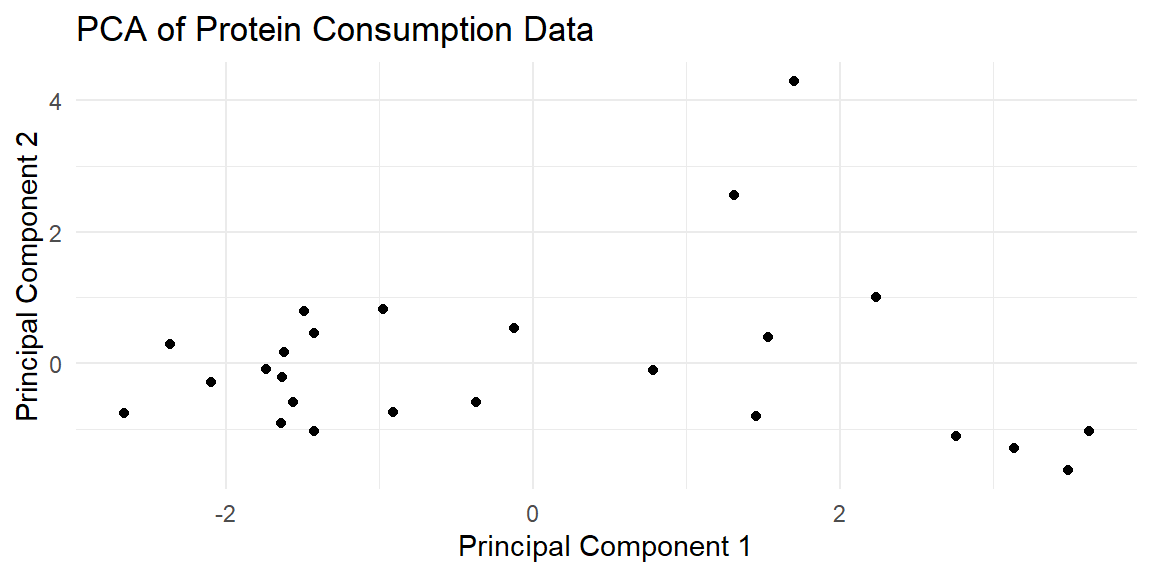 PCA of Protein Consumption Data
Principal Component 2
4
2
0
-2
0
2
Principal Component 1